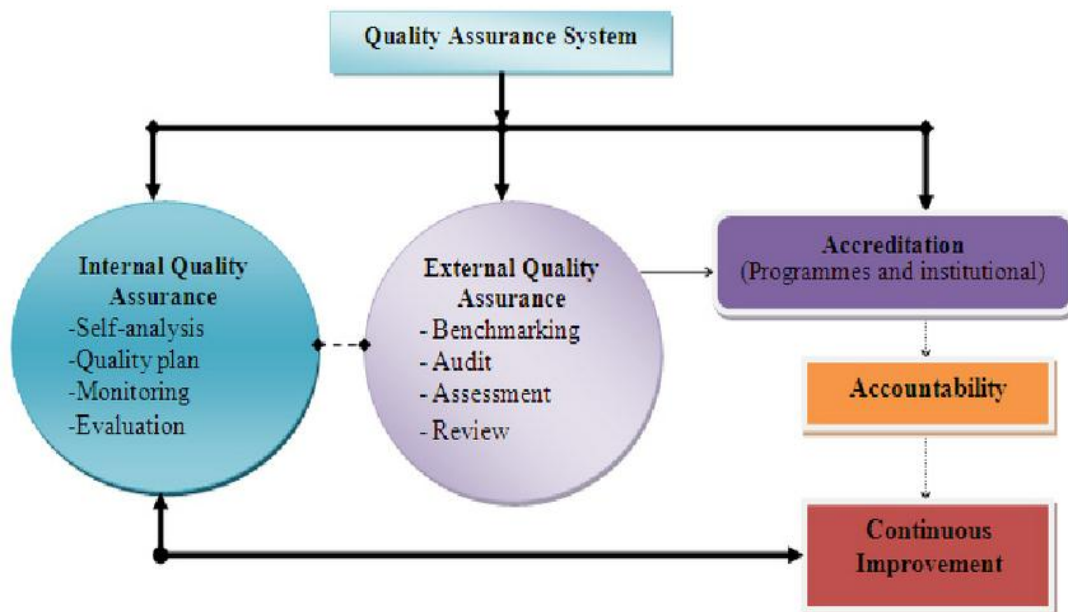 Quality Assurance System
Internal Quality
Assurance
-Self-analysis
-Quality plan
-Monitoring
-Evaluation
External Quality
Assurance
- Benchmarking
- Audit
- Assessment
- Review
Accreditation
(Programmes and institutional)
Accountability
Continuous
Improvement